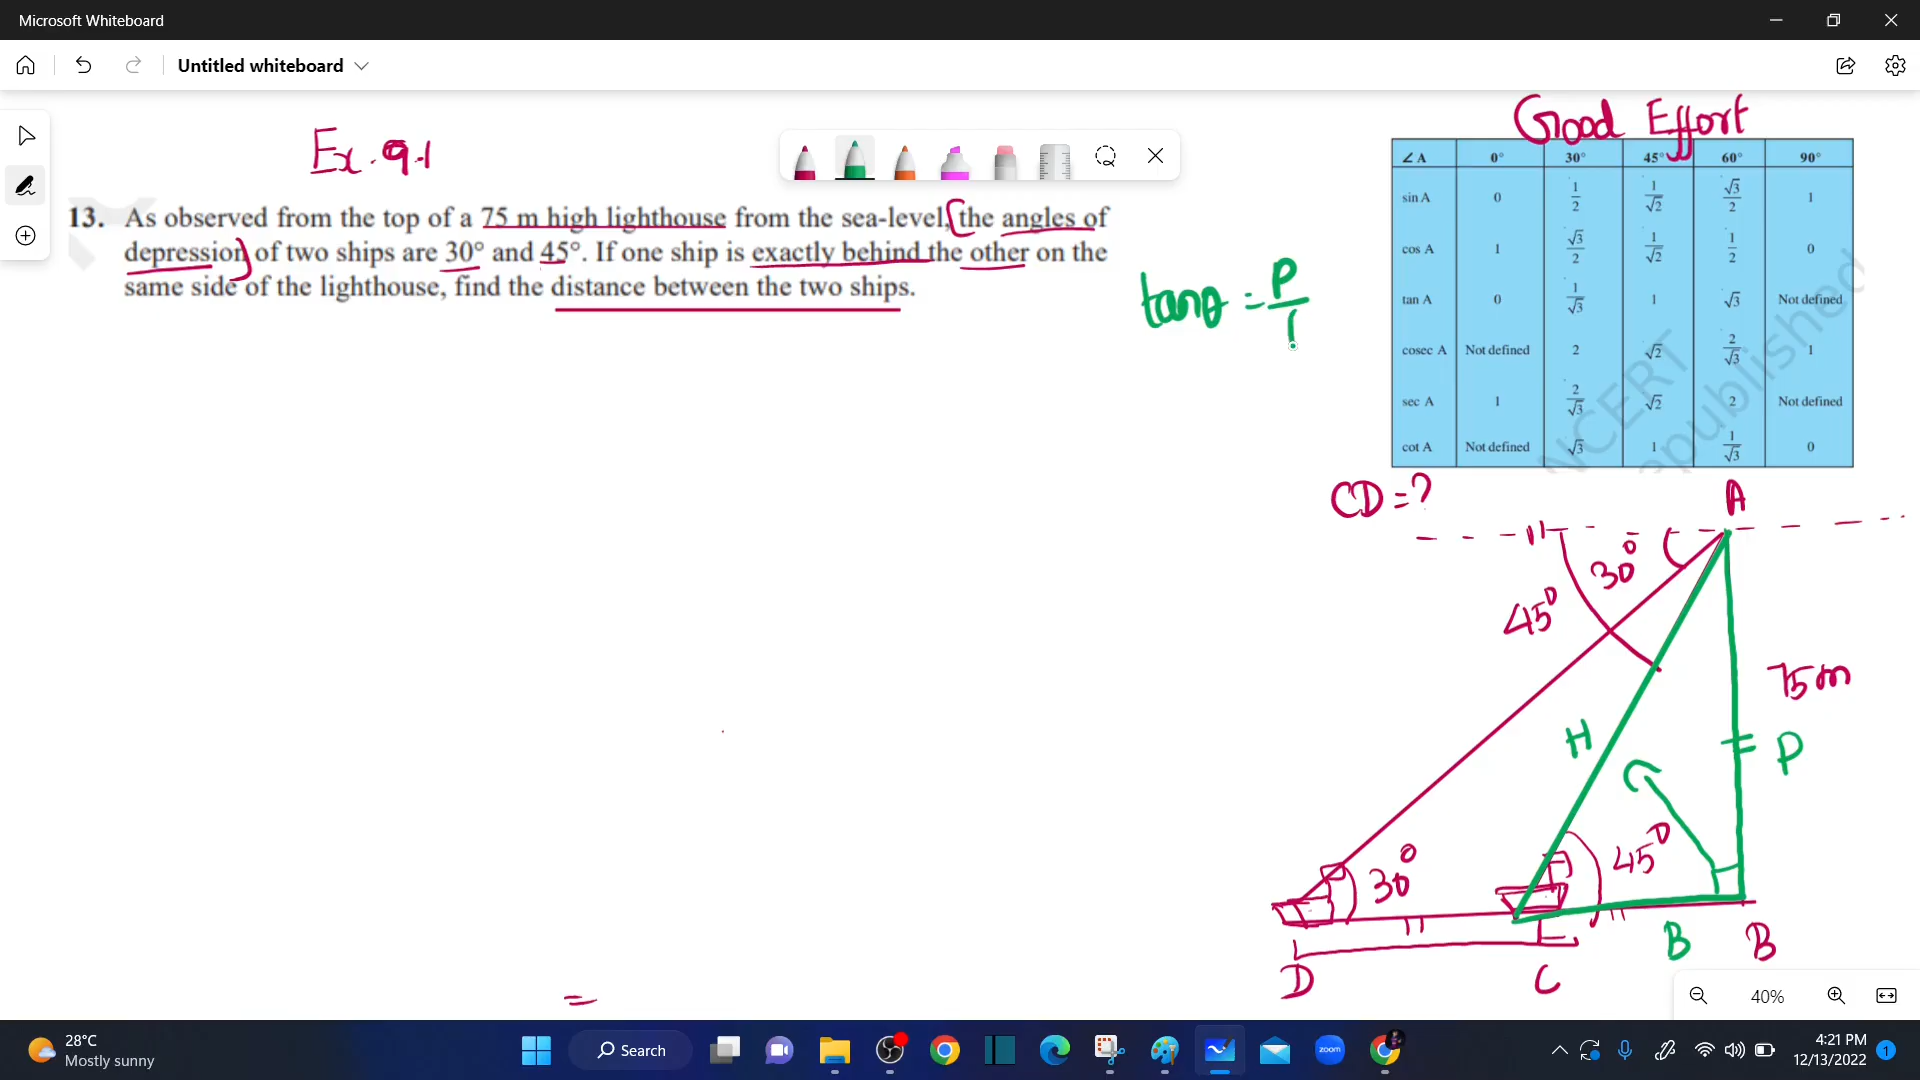 Microsoft Whiteboard
Untitled whiteboard
Ex. 9.1
Good Effort
13. As observed from the top of a 75 m high lighthouse from the sea-level, the angles of
depression of two ships are 30° and 45°. If one ship is exactly behind the other on the
same side of the lighthouse, find the distance between the two ships.
tanθ = P/
∠A 0° 30° 45° 60° 90°
sin A 0 1/2 1/√2 √3/2 1
cos A 1 √3/2 1/√2 1/2 0
tan A 0 1/√3 1 √3 Not defined
cosec A Not defined 2 √2 2/√3 1
sec A 1 2/√3 √2 2 Not defined
cot A Not defined √3 1 1/√3 0
NCERT
republished
CD = ?
A
30°
45°
75m
H
P
30°
45°
B
B
D
C
=
40%
28°C
Mostly sunny
Search
zoom
4:21 PM
12/13/2022
1